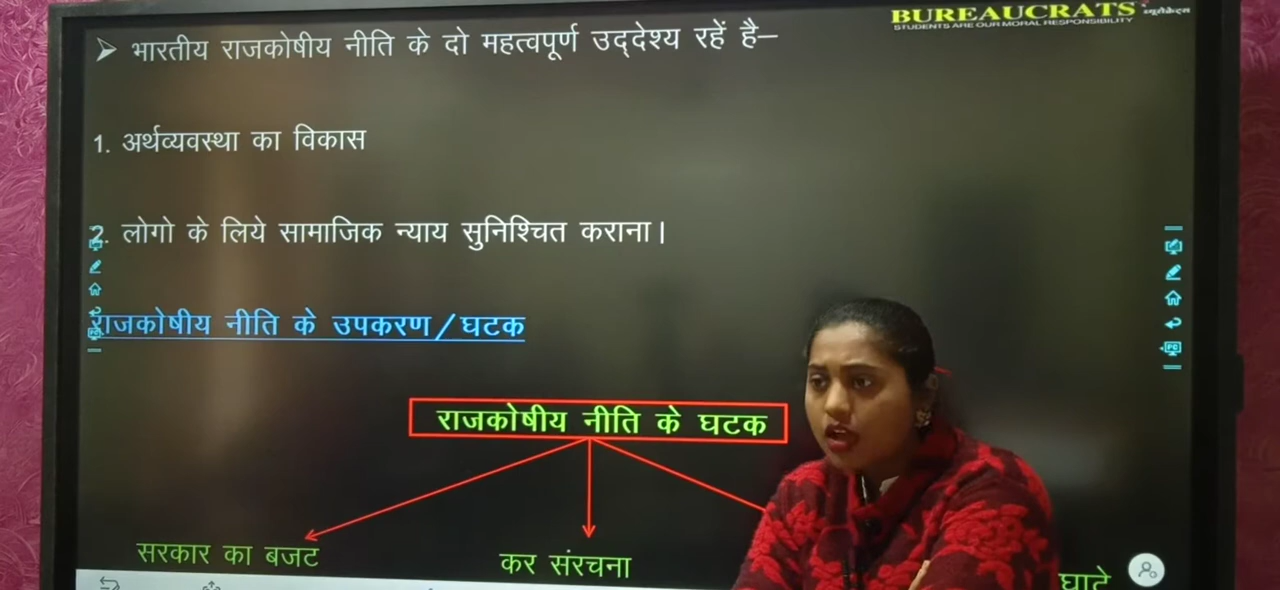 BUREAUCRATS ब्यूरोक्रेट्स
STUDENTS ARE OUR MORAL RESPONSIBILITY
भारतीय राजकोषीय नीति के दो महत्वपूर्ण उद्देश्य रहें है–
1. अर्थव्यवस्था का विकास
2. लोगो के लिये सामाजिक न्याय सुनिश्चित कराना।
राजकोषीय नीति के उपकरण/घटक
राजकोषीय नीति के घटक
सरकार का बजट कर संरचना घाटे
PC